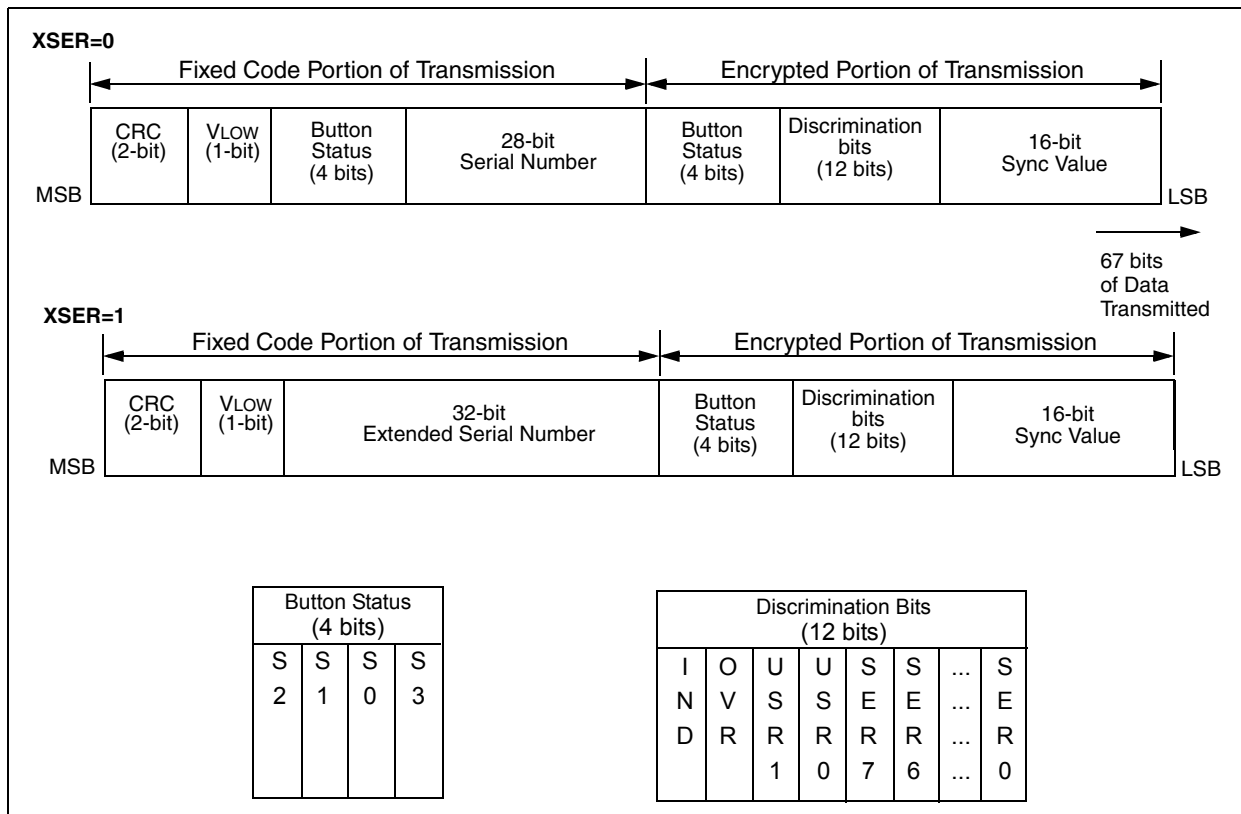 XSER=0
Fixed Code Portion of Transmission
Encrypted Portion of Transmission
CRC
(2-bit)
VLOW
(1-bit)
Button
Status
(4 bits)
28-bit
Serial Number
Button
Status
(4 bits)
Discrimination
bits
(12 bits)
16-bit
Sync Value
MSB
LSB
67 bits
of Data
Transmitted
XSER=1
Fixed Code Portion of Transmission
Encrypted Portion of Transmission
CRC
(2-bit)
VLOW
(1-bit)
32-bit
Extended Serial Number
Button
Status
(4 bits)
Discrimination
bits
(12 bits)
16-bit
Sync Value
MSB
LSB
Button Status
(4 bits)
S S S S
2 1 0 3
Discrimination Bits
(12 bits)
I O U U S S ... S
N V S S E E ... E
D R R R R R ... R
1 0 7 6 ... 0